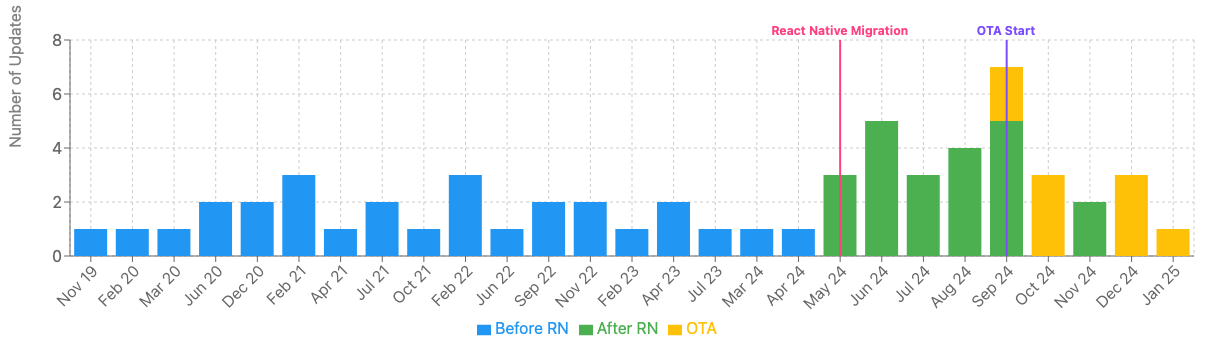 React Native Migration
OTA Start
Number of Updates
8
6
4
2
0
Nov 19
Feb 20
Mar 20
Jun 20
Dec 20
Feb 21
Apr 21
Jul 21
Oct 21
Feb 22
Jun 22
Sep 22
Nov 22
Feb 23
Apr 23
Jul 23
Mar 24
Apr 24
May 24
Jun 24
Jul 24
Aug 24
Sep 24
Oct 24
Nov 24
Dec 24
Jan 25
Before RN After RN OTA